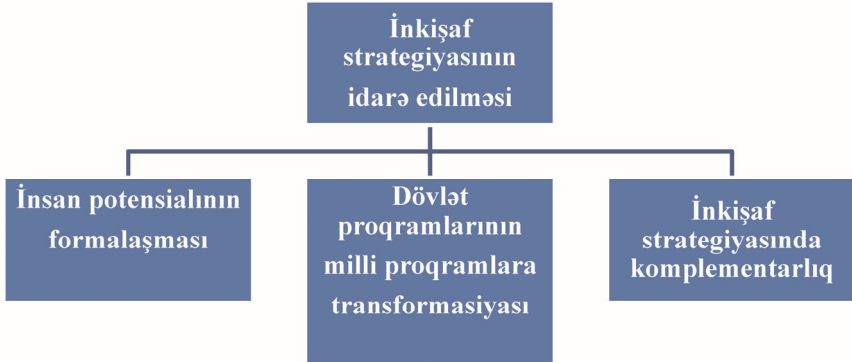 İnkişaf
strategiyasının
idarə edilməsi
İnsan potensialının
formalaşması
Dövlət
proqramlarının
milli proqramlara
transformasiyası
İnkişaf
strategiyasında
komplementarlıq